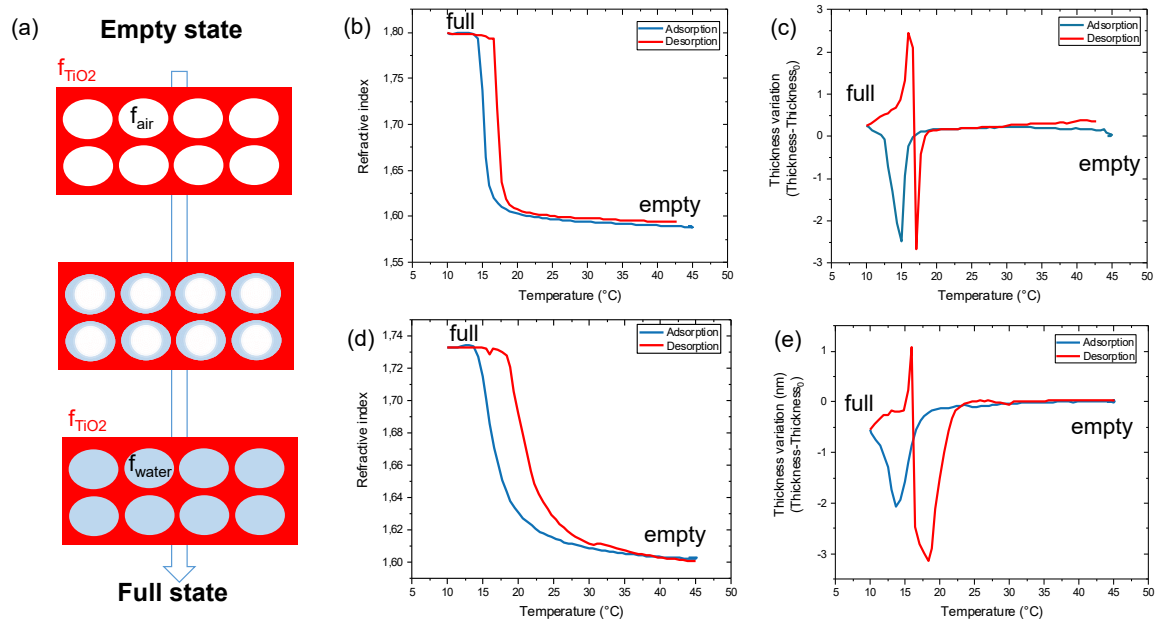 (a)
Empty state
f_TiO2
f_air
f_TiO2
f_water
Full state
(b)
full
Adsorption
Desorption
empty
1,80
1,75
1,70
1,65
1,60
1,55
Refractive index
5 10 15 20 25 30 35 40 45 50
Temperature (°C)
(c)
full
Adsorption
Desorption
empty
3
2
1
0
-1
-2
-3
Thickness variation
(Thickness-Thickness₀)
5 10 15 20 25 30 35 40 45 50
Temperature (°C)
(d)
full
Adsorption
Desorption
empty
1,74
1,72
1,70
1,68
1,66
1,64
1,62
1,60
Refractive index
5 10 15 20 25 30 35 40 45 50
Temperature (°C)
(e)
full
Adsorption
Desorption
empty
1
0
-1
-2
-3
Thickness variation (nm)
(Thickness-Thickness₀)
5 10 15 20 25 30 35 40 45 50
Temperature (°C)